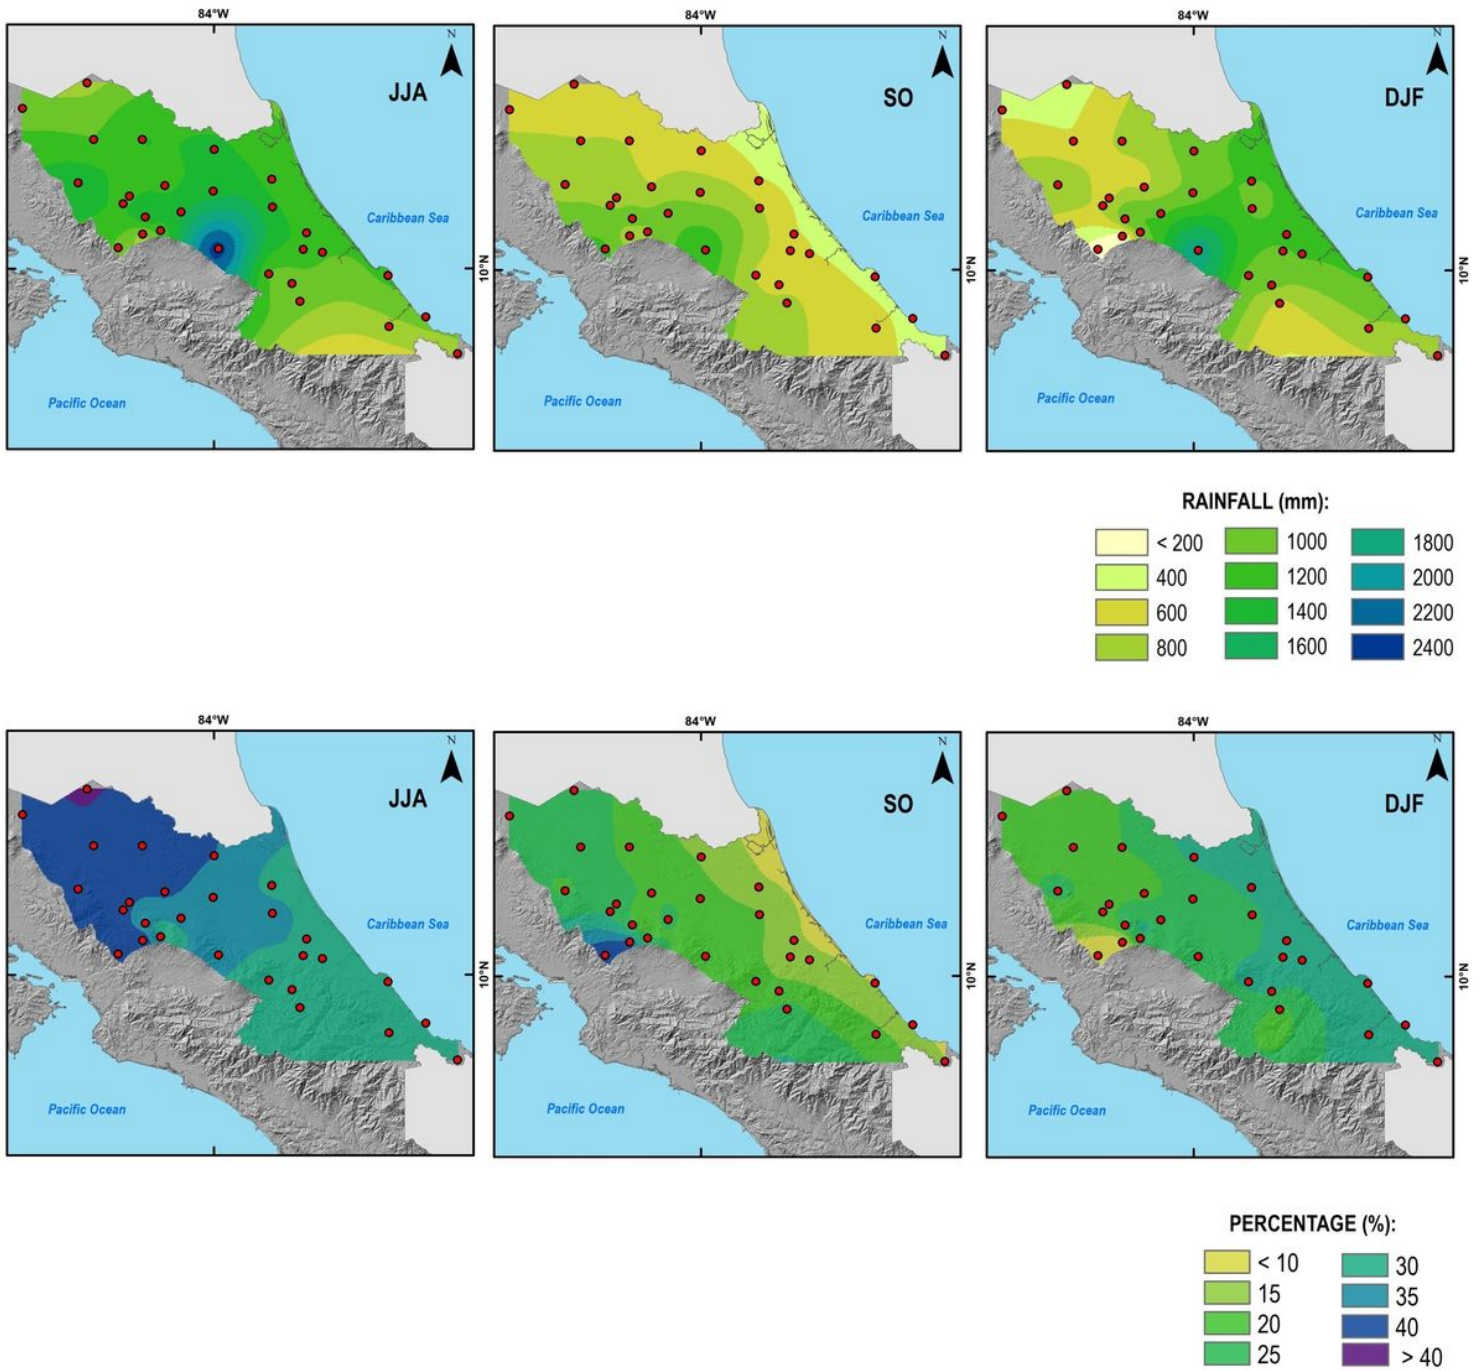 84°W 84°W 84°W
N N N
JJA SO DJF
Caribbean Sea Caribbean Sea Caribbean Sea
10°N 10°N 10°N
Pacific Ocean Pacific Ocean Pacific Ocean
RAINFALL (mm):
< 200 1000 1800
400 1200 2000
600 1400 2200
800 1600 2400
84°W 84°W 84°W
N N N
JJA SO DJF
Caribbean Sea Caribbean Sea Caribbean Sea
10°N 10°N 10°N
Pacific Ocean Pacific Ocean Pacific Ocean
PERCENTAGE (%):
< 10 30
15 35
20 40
25 > 40